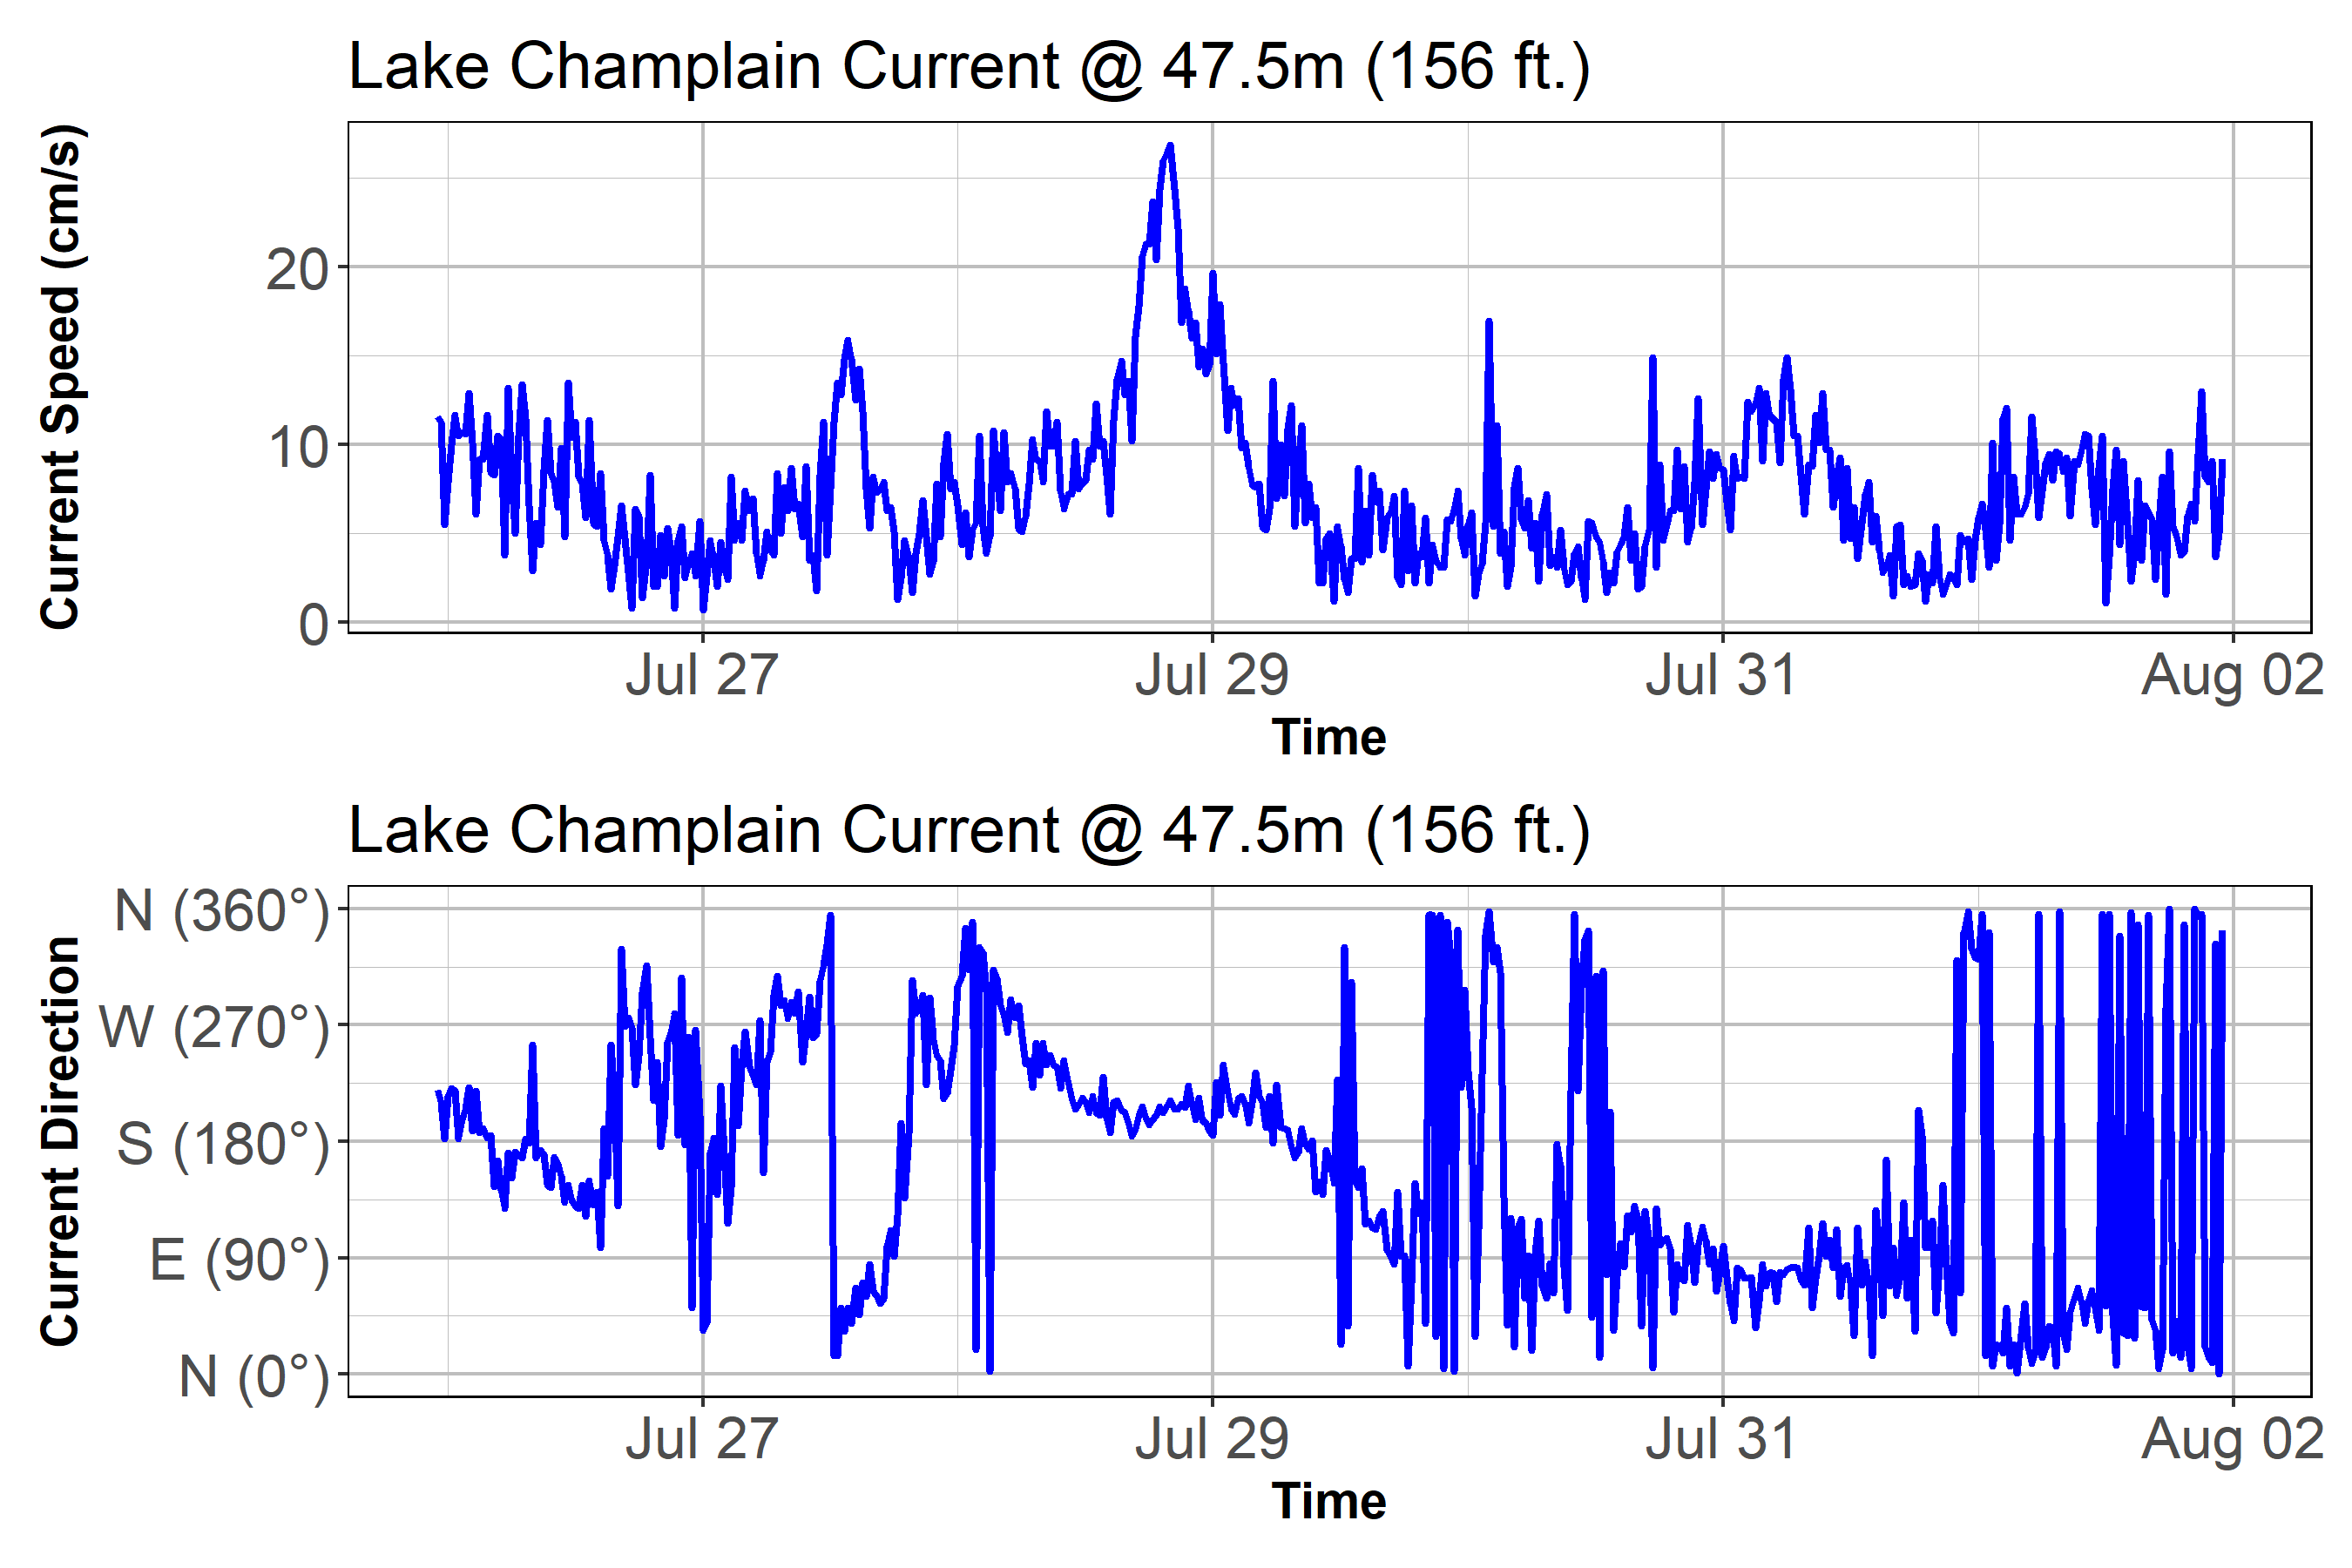 Lake Champlain Current @ 47.5m (156 ft.)
Current Speed (cm/s)
20
10
0
Jul 27 Jul 29 Jul 31 Aug 02
Time
Lake Champlain Current @ 47.5m (156 ft.)
Current Direction
N (360°)
W (270°)
S (180°)
E (90°)
N (0°)
Jul 27 Jul 29 Jul 31 Aug 02
Time